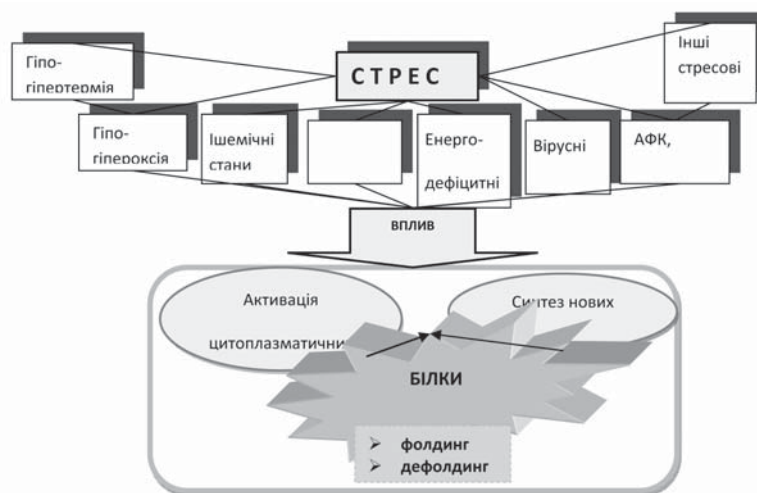 Гіпо-
гіпертермія
СТРЕС
Інші
стресові
Гіпо-
гіпероксія
Ішемічні
стани
Енерго-
дефіцитні
Вірусні
АФК,
вплив
Активація
цитоплазматични
Синтез нових
БІЛКИ
➢ фолдинг
➢ дефолдинг